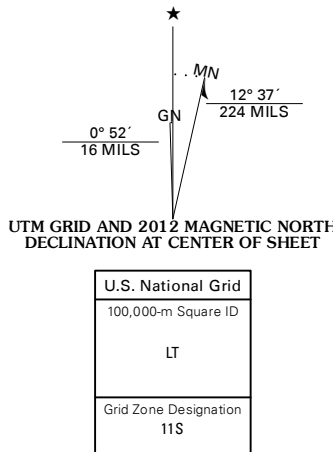 ★
MN
GN
12° 37´
224 MILS
0° 52´
16 MILS
UTM GRID AND 2012 MAGNETIC NORTH
DECLINATION AT CENTER OF SHEET
U.S. National Grid
100,000-m Square ID
LT
Grid Zone Designation
11S